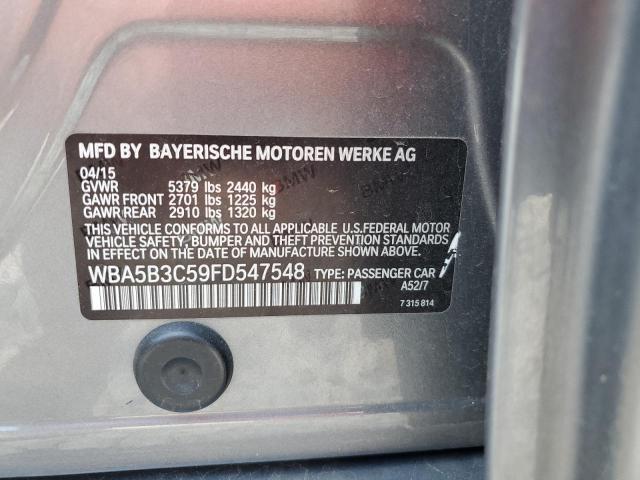 MFD BY BAYERISCHE MOTOREN WERKE AG
04/15
GVWR 5379 lbs 2440 kg
GAWR FRONT 2701 lbs 1225 kg
GAWR REAR 2910 lbs 1320 kg
THIS VEHICLE CONFORMS TO ALL APPLICABLE U.S.FEDERAL MOTOR
VEHICLE SAFETY, BUMPER AND THEFT PREVENTION STANDARDS
IN EFFECT ON THE DATE OF MANUFACTURE SHOWN ABOVE.
WBA5B3C59FD547548 TYPE: PASSENGER CAR
A52/7
7 315 814